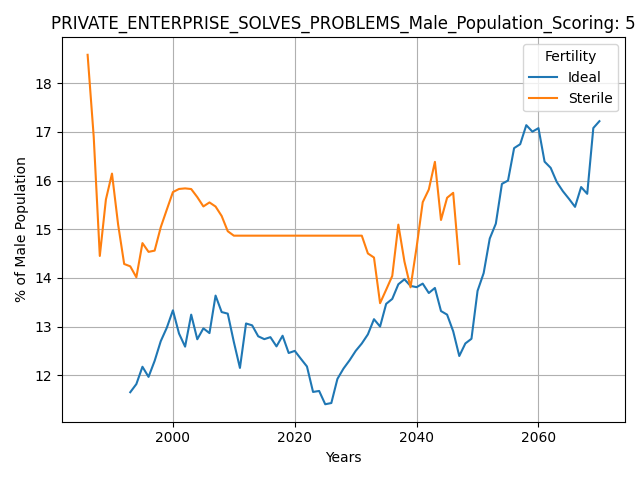 PRIVATE_ENTERPRISE_SOLVES_PROBLEMS_Male_Population_Scoring: 5
Fertility
Ideal
Sterile
% of Male Population
18
17
16
15
14
13
12
2000 2020 2040 2060
Years